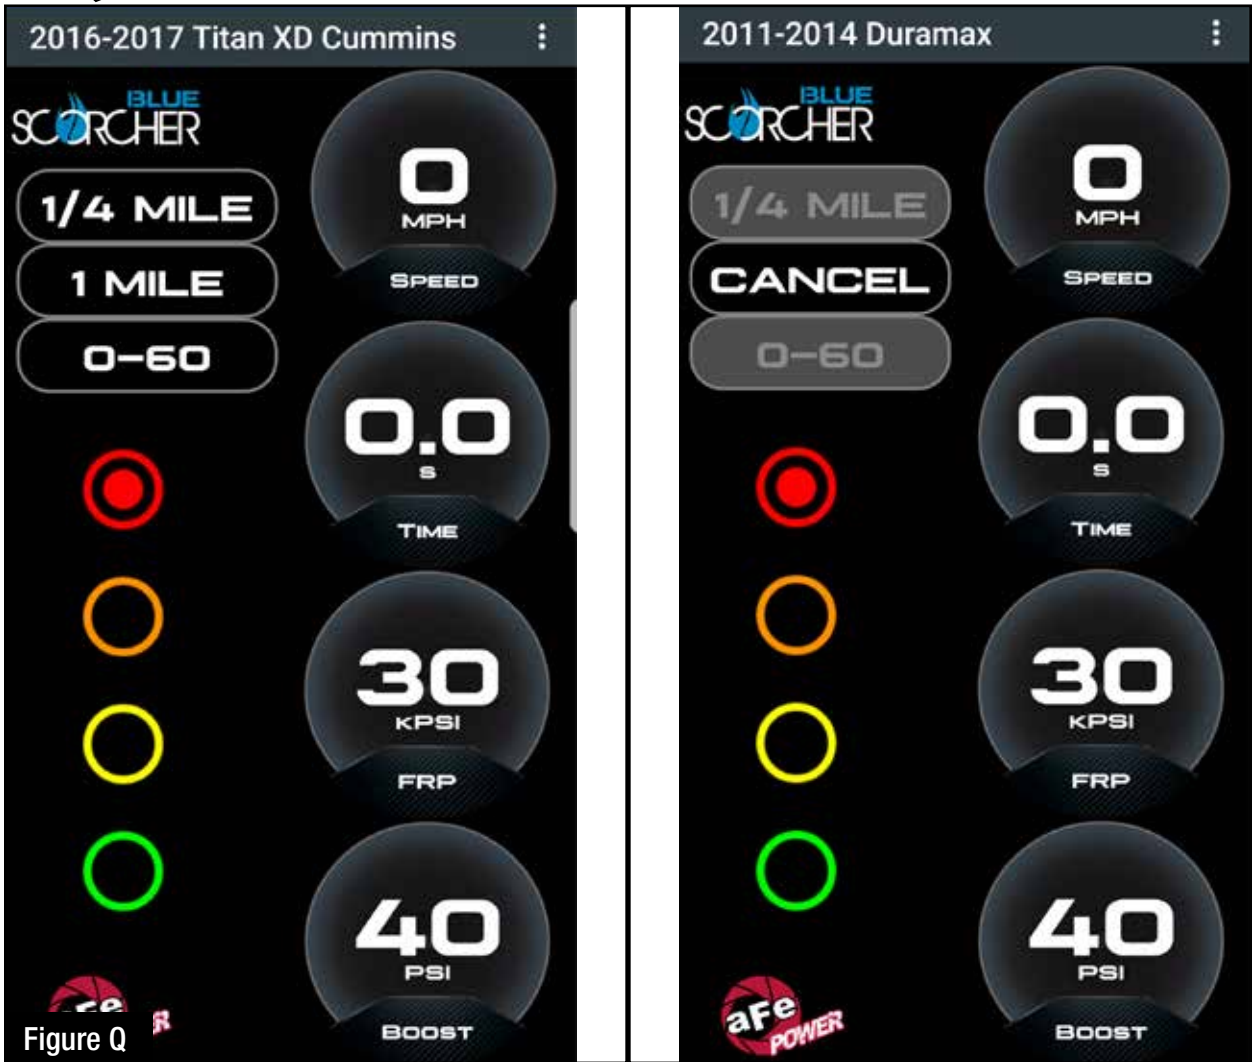 2016-2017 Titan XD Cummins
BLUE
SCORCHER
1/4 MILE
1 MILE
0-60
0
MPH
SPEED
0.0
S
TIME
30
KPSI
FRP
40
PSI
BOOST
aFe
Figure Q
2011-2014 Duramax
BLUE
SCORCHER
1/4 MILE
CANCEL
0-60
0
MPH
SPEED
0.0
S
TIME
30
KPSI
FRP
40
PSI
BOOST
aFe
POWER